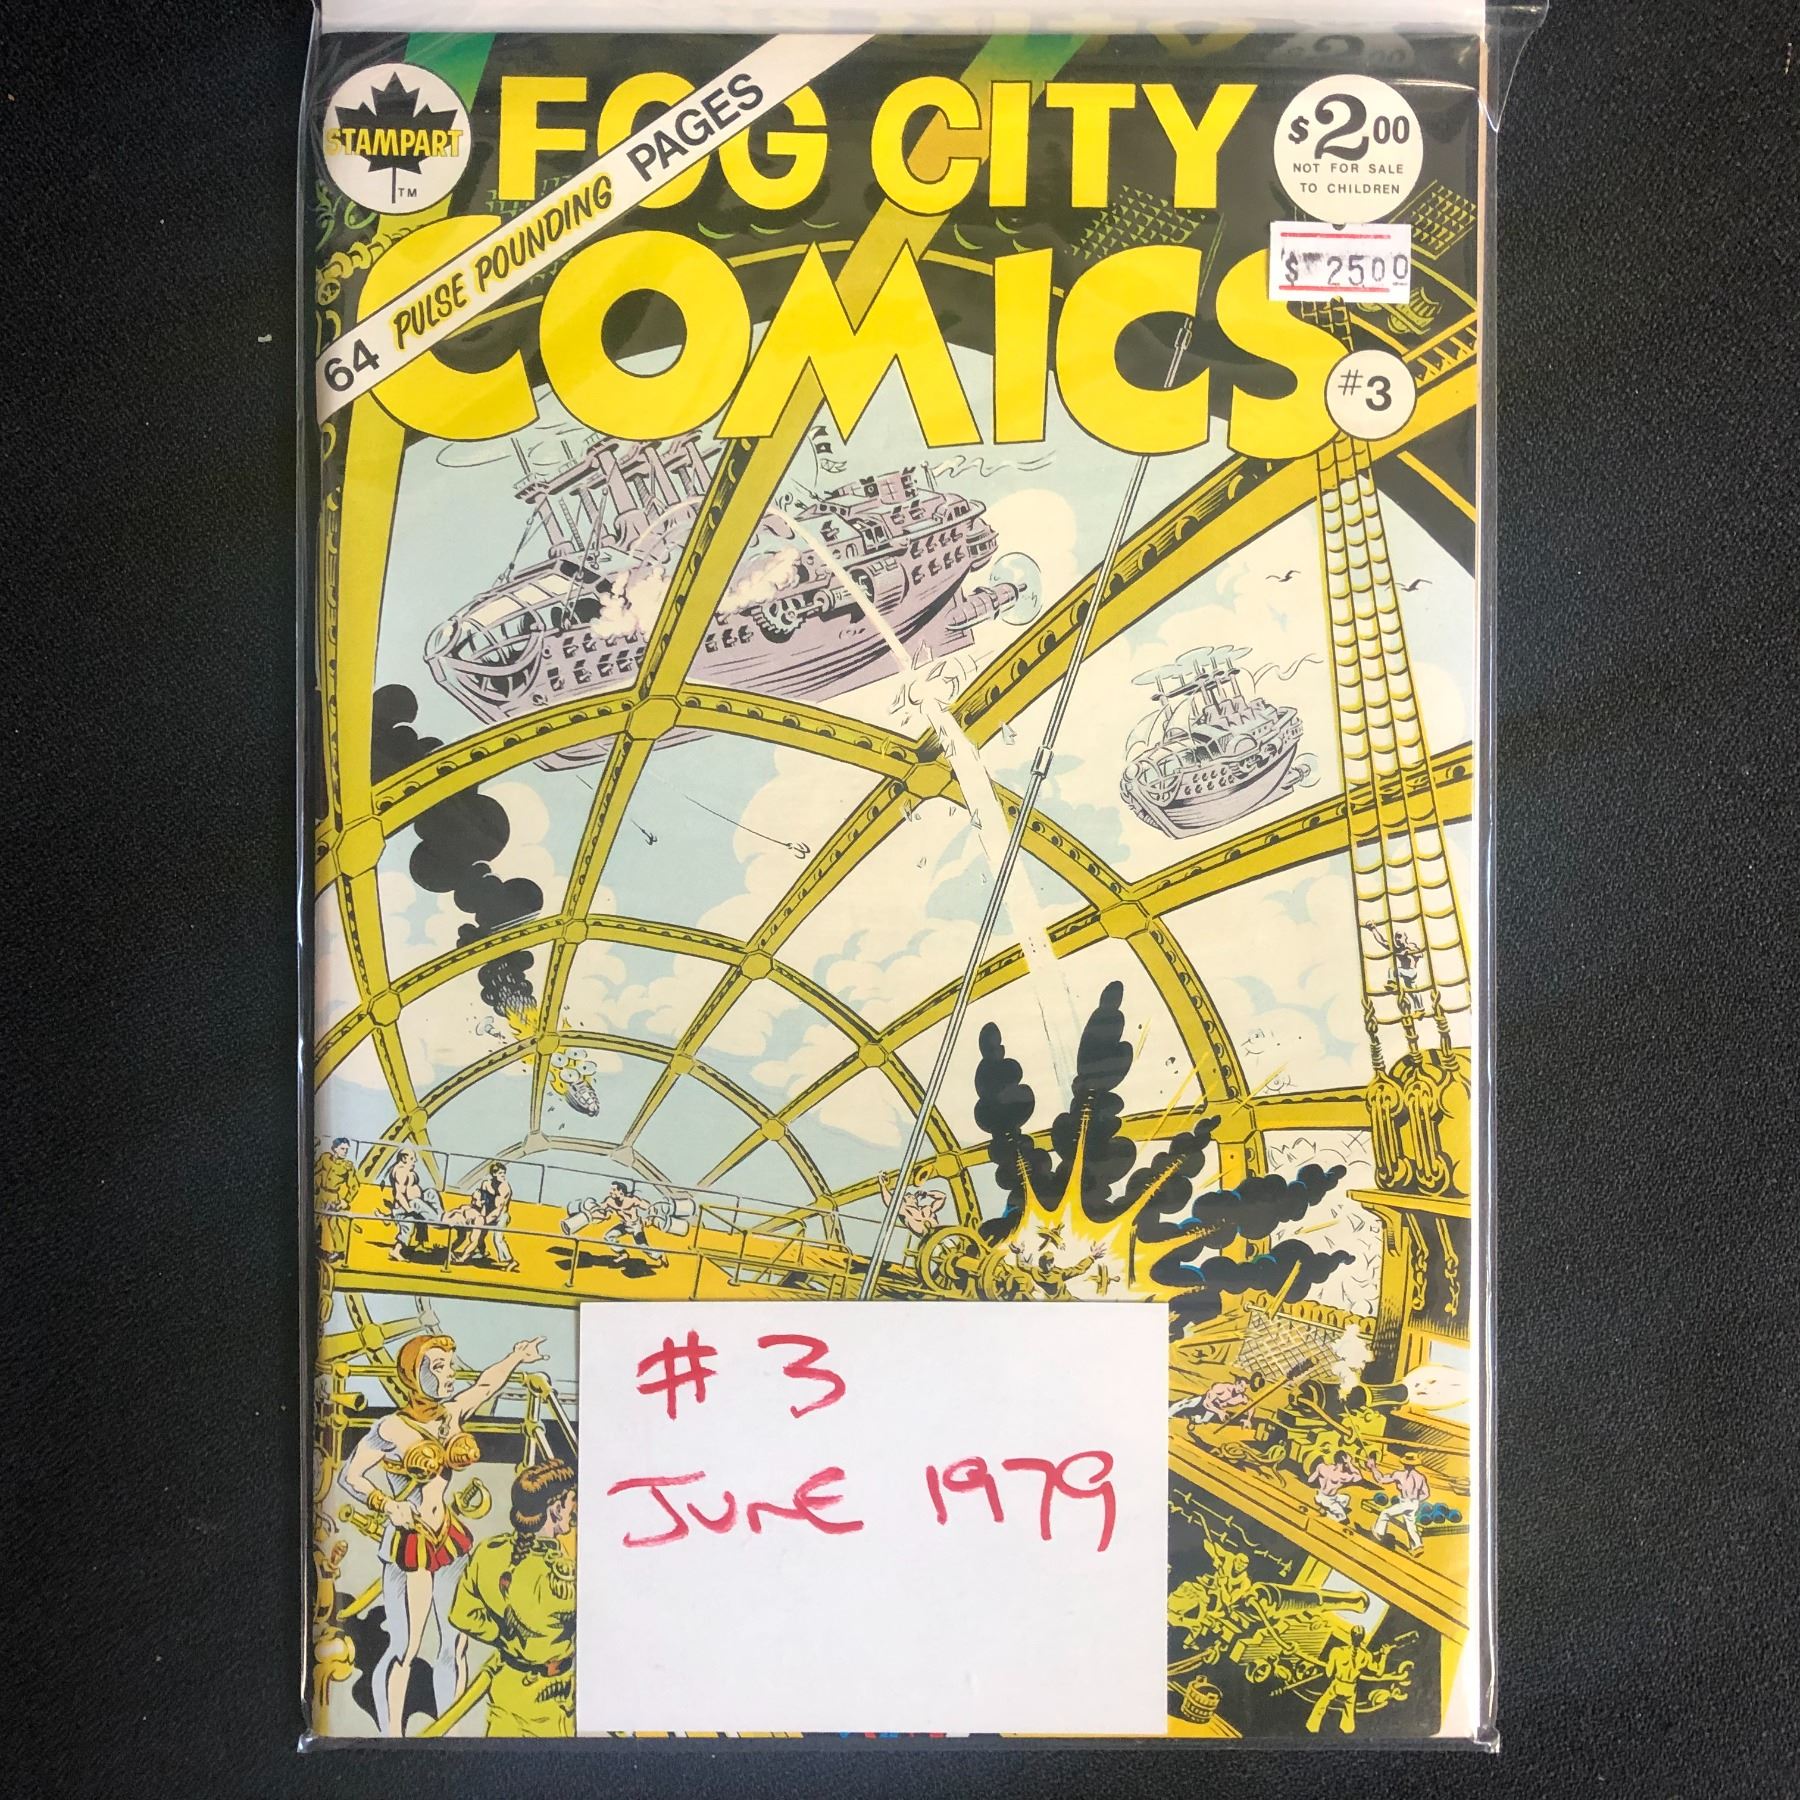 STAMPART
TM
FOG CITY
COMICS
64 PULSE POUNDING PAGES
$2.00
NOT FOR SALE
TO CHILDREN
$ 25.00
#3
# 3
JUNE 1979